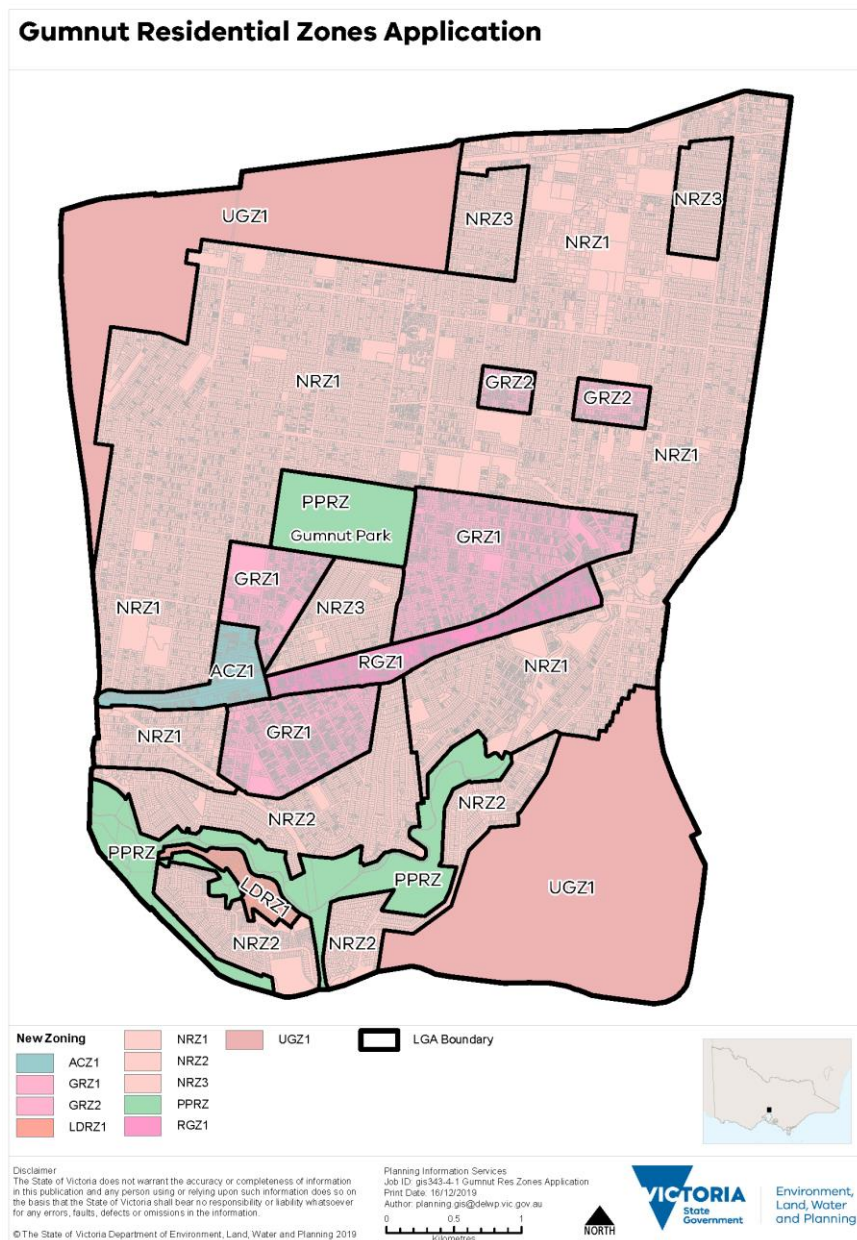 Gumnut Residential Zones Application
UGZ1
NRZ3
NRZ3
NRZ1
NRZ1
GRZ2
GRZ2
NRZ1
PPRZ
Gumnut Park
GRZ1
GRZ1
NRZ1
NRZ3
ACZ1
RGZ1
NRZ1
NRZ1
GRZ1
NRZ2
NRZ2
PPRZ
PPRZ
LDRZ1
UGZ1
NRZ2
NRZ2
New Zoning
ACZ1
GRZ1
GRZ2
LDRZ1
NRZ1
NRZ2
NRZ3
PPRZ
RGZ1
UGZ1
LGA Boundary
Disclaimer
The State of Victoria does not warrant the accuracy or completeness of information
in this publication and any person using or relying upon such information does so on
the basis that the State of Victoria shall bear no responsibility or liability whatsoever
for any errors, faults, defects or omissions in the information.
© The State of Victoria Department of Environment, Land, Water and Planning 2019
Planning Information Services
Job ID: gis343-4-1 Gumnut Res Zones Application
Print Date: 16/12/2019
Author: planning.gis@delwp.vic.gov.au
0 0.5 1
Kilometres
NORTH
VICTORIA
State
Government
Environment,
Land, Water
and Planning